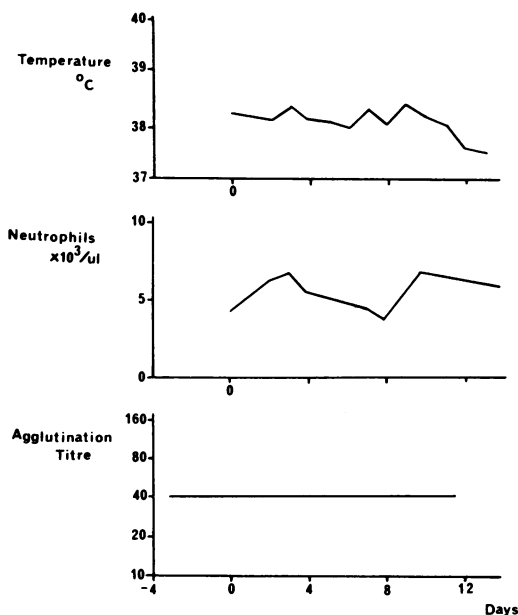 40
Temperature
°C
39
38
37
0
10
Neutrophils
x10³/ul
5
0
0
160
Agglutination
Titre
80
40
20
10
-4
0
4
8
12
Days